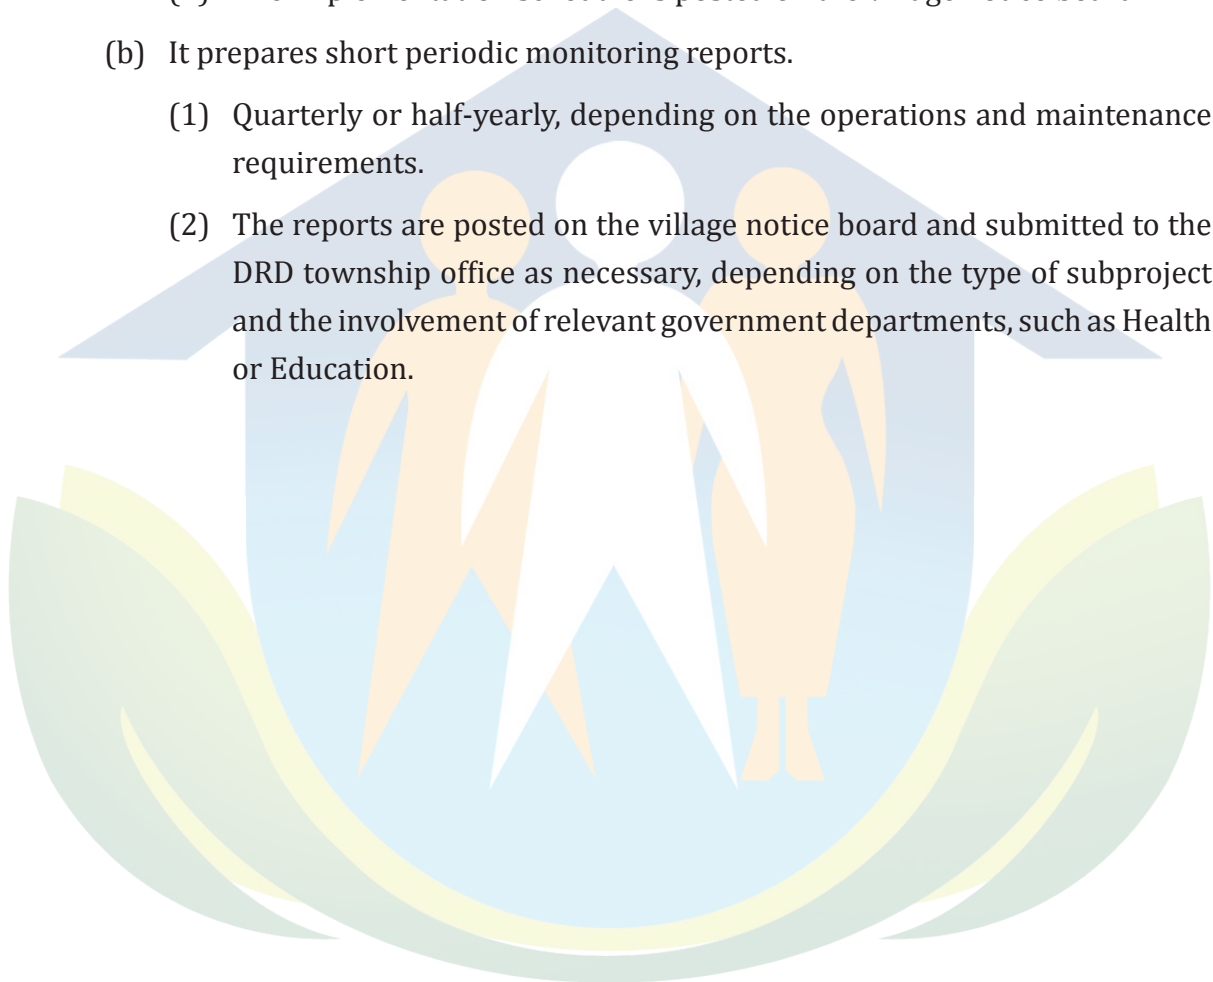 (b) It prepares short periodic monitoring reports.
(1) Quarterly or half-yearly, depending on the operations and maintenance
requirements.
(2) The reports are posted on the village notice board and submitted to the
DRD township office as necessary, depending on the type of subproject
and the involvement of relevant government departments, such as Health
or Education.